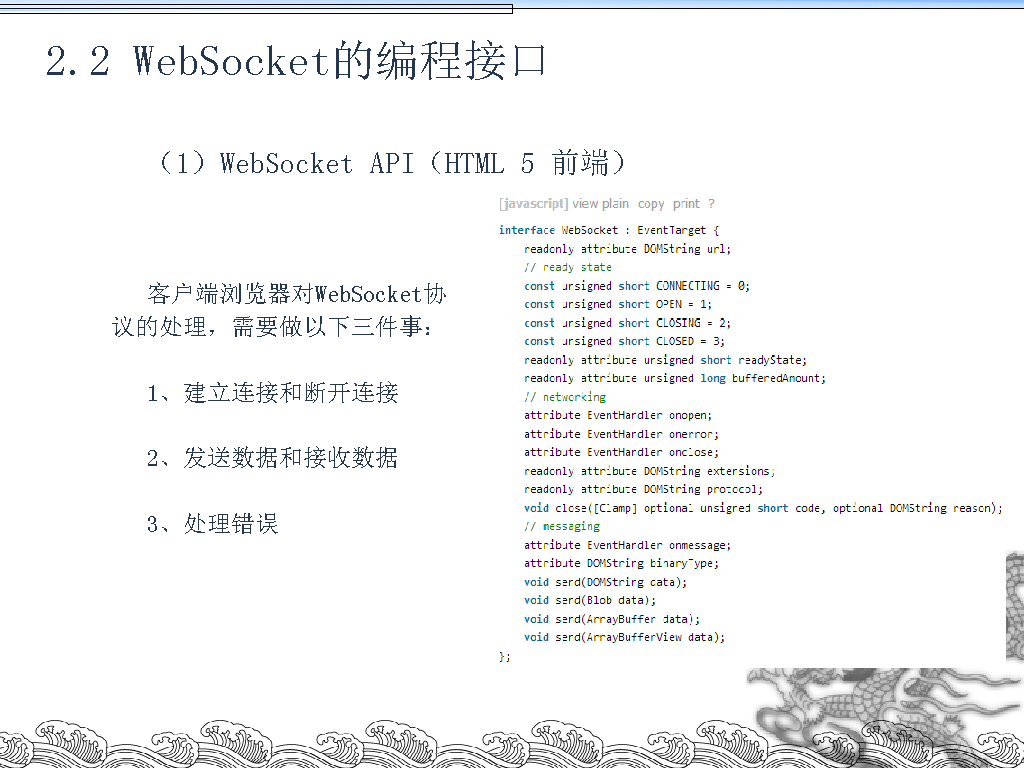 2.2 WebSocket的编程接口
（1）WebSocket API（HTML 5 前端）
客户端浏览器对WebSocket协
议的处理，需要做以下三件事：
1、建立连接和断开连接
2、发送数据和接收数据
3、处理错误
[javascript] view plain copy print ?
interface WebSocket : EventTarget {
readonly attribute DOMString url;
// ready state
const unsigned short CONNECTING = 0;
const unsigned short OPEN = 1;
const unsigned short CLOSING = 2;
const unsigned short CLOSED = 3;
readonly attribute unsigned short readyState;
readonly attribute unsigned long bufferedAmount;
// networking
attribute EventHandler onopen;
attribute EventHandler onerror;
attribute EventHandler onclose;
readonly attribute DOMString extensions;
readonly attribute DOMString protocol;
void close([Clamp] optional unsigned short code, optional DOMString reason);
// messaging
attribute EventHandler onmessage;
attribute DOMString binaryType;
void send(DOMString data);
void send(Blob data);
void send(ArrayBuffer data);
void send(ArrayBufferView data);
};